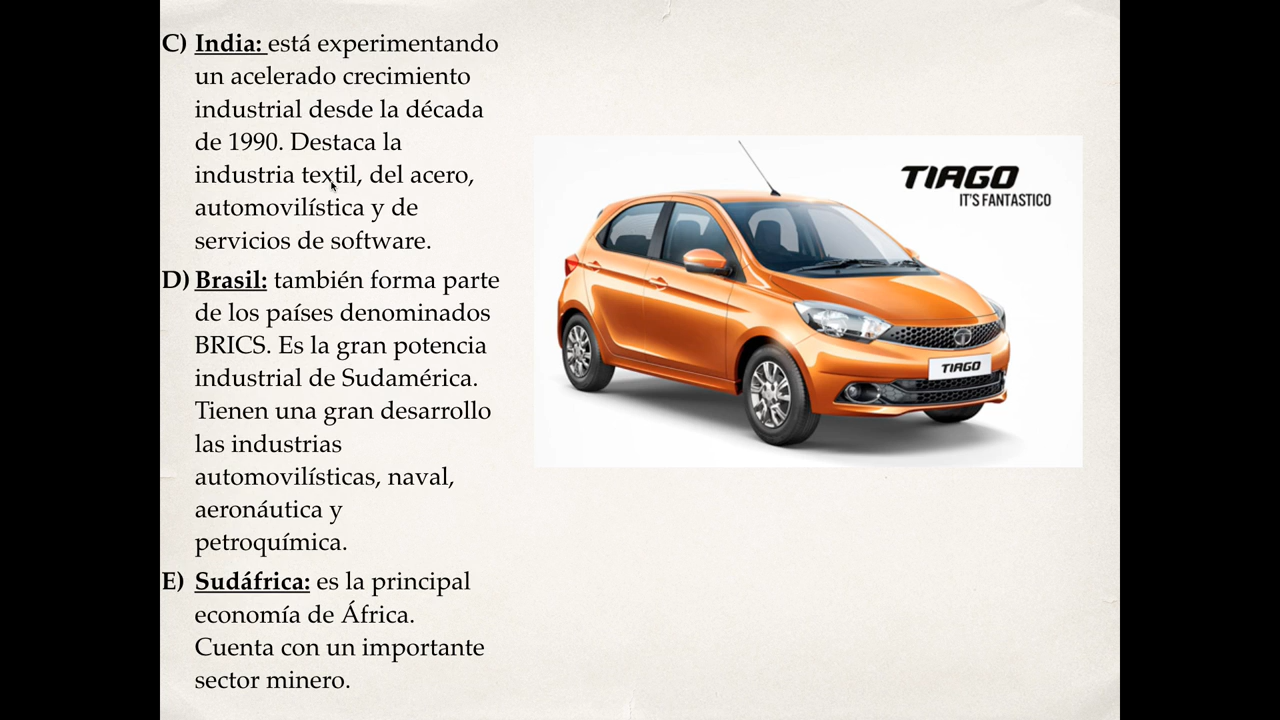 C) India: está experimentando
un acelerado crecimiento
industrial desde la década
de 1990. Destaca la
industria textil, del acero,
automovilística y de
servicios de software.
D) Brasil: también forma parte
de los países denominados
BRICS. Es la gran potencia
industrial de Sudamérica.
Tienen una gran desarrollo
las industrias
automovilísticas, naval,
aeronáutica y
petroquímica.
E) Sudáfrica: es la principal
economía de África.
Cuenta con un importante
sector minero.
TIAGO
IT'S FANTASTICO
TIAGO